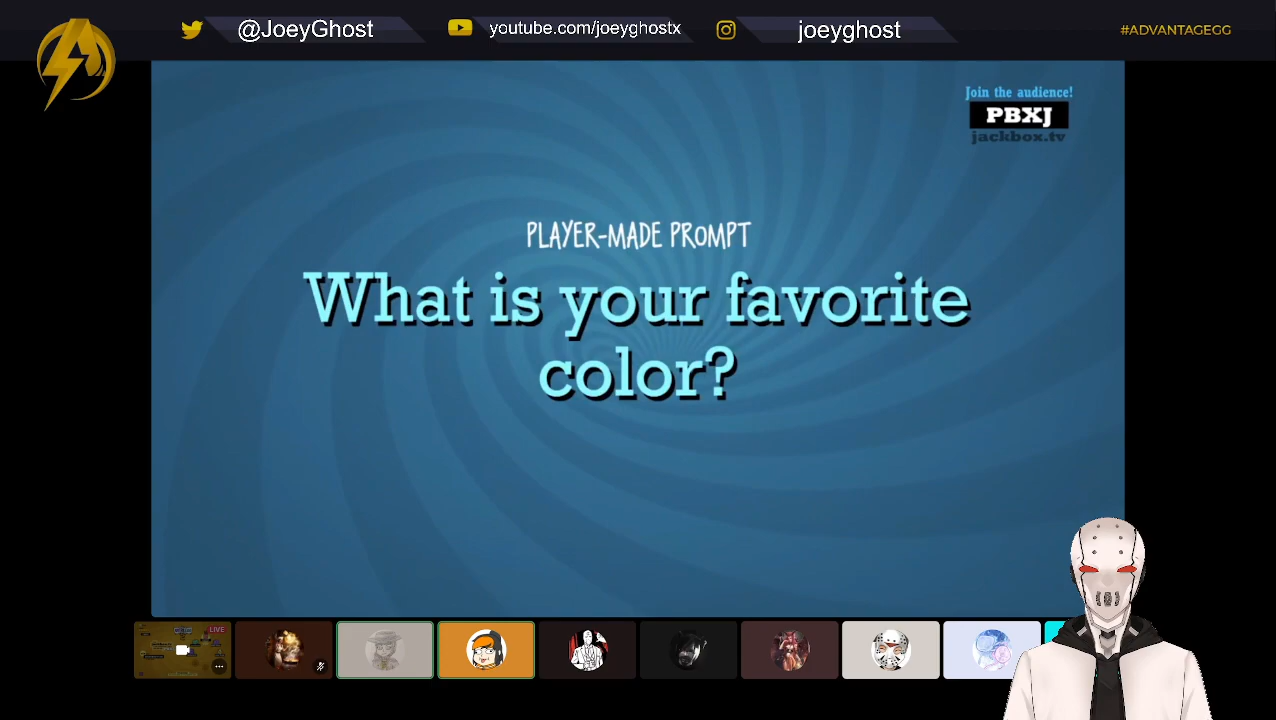 @JoeyGhost
youtube.com/joeyghostx
joeyghost
#ADVANTAGEGG
Join the audience!
PBXJ
jackbox.tv
PLAYER-MADE PROMPT
What is your favorite
color?
LIVE